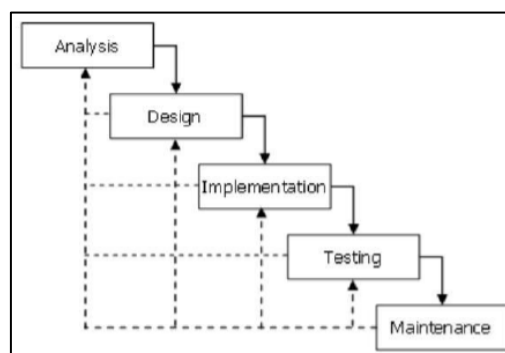 Analysis
Design
Implementation
Testing
Maintenance